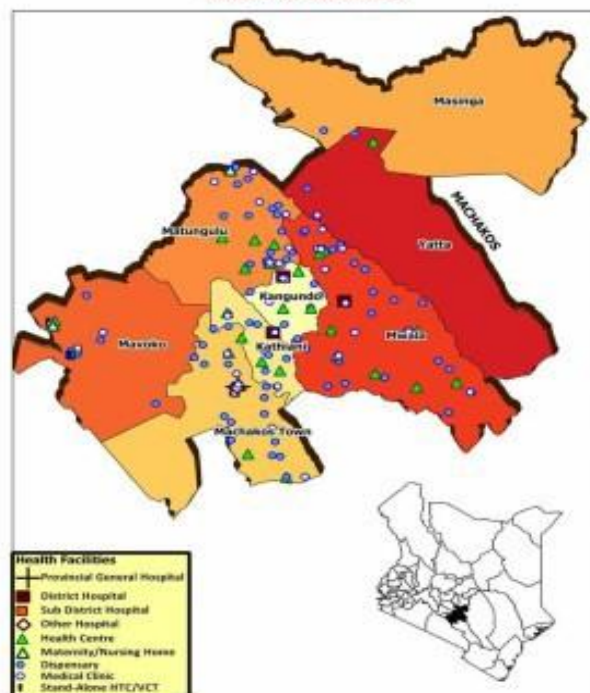 Masinga
MACHAKOS
Yatta
Matungulu
Kangundo
Mavoko
Mwala
Kathiani
Machakos Town
Health Facilities
Provincial General Hospital
District Hospital
Sub District Hospital
Other Hospital
Health Centre
Maternity/Nursing Home
Dispensary
Medical Clinic
Stand-Alone HTC/VCT